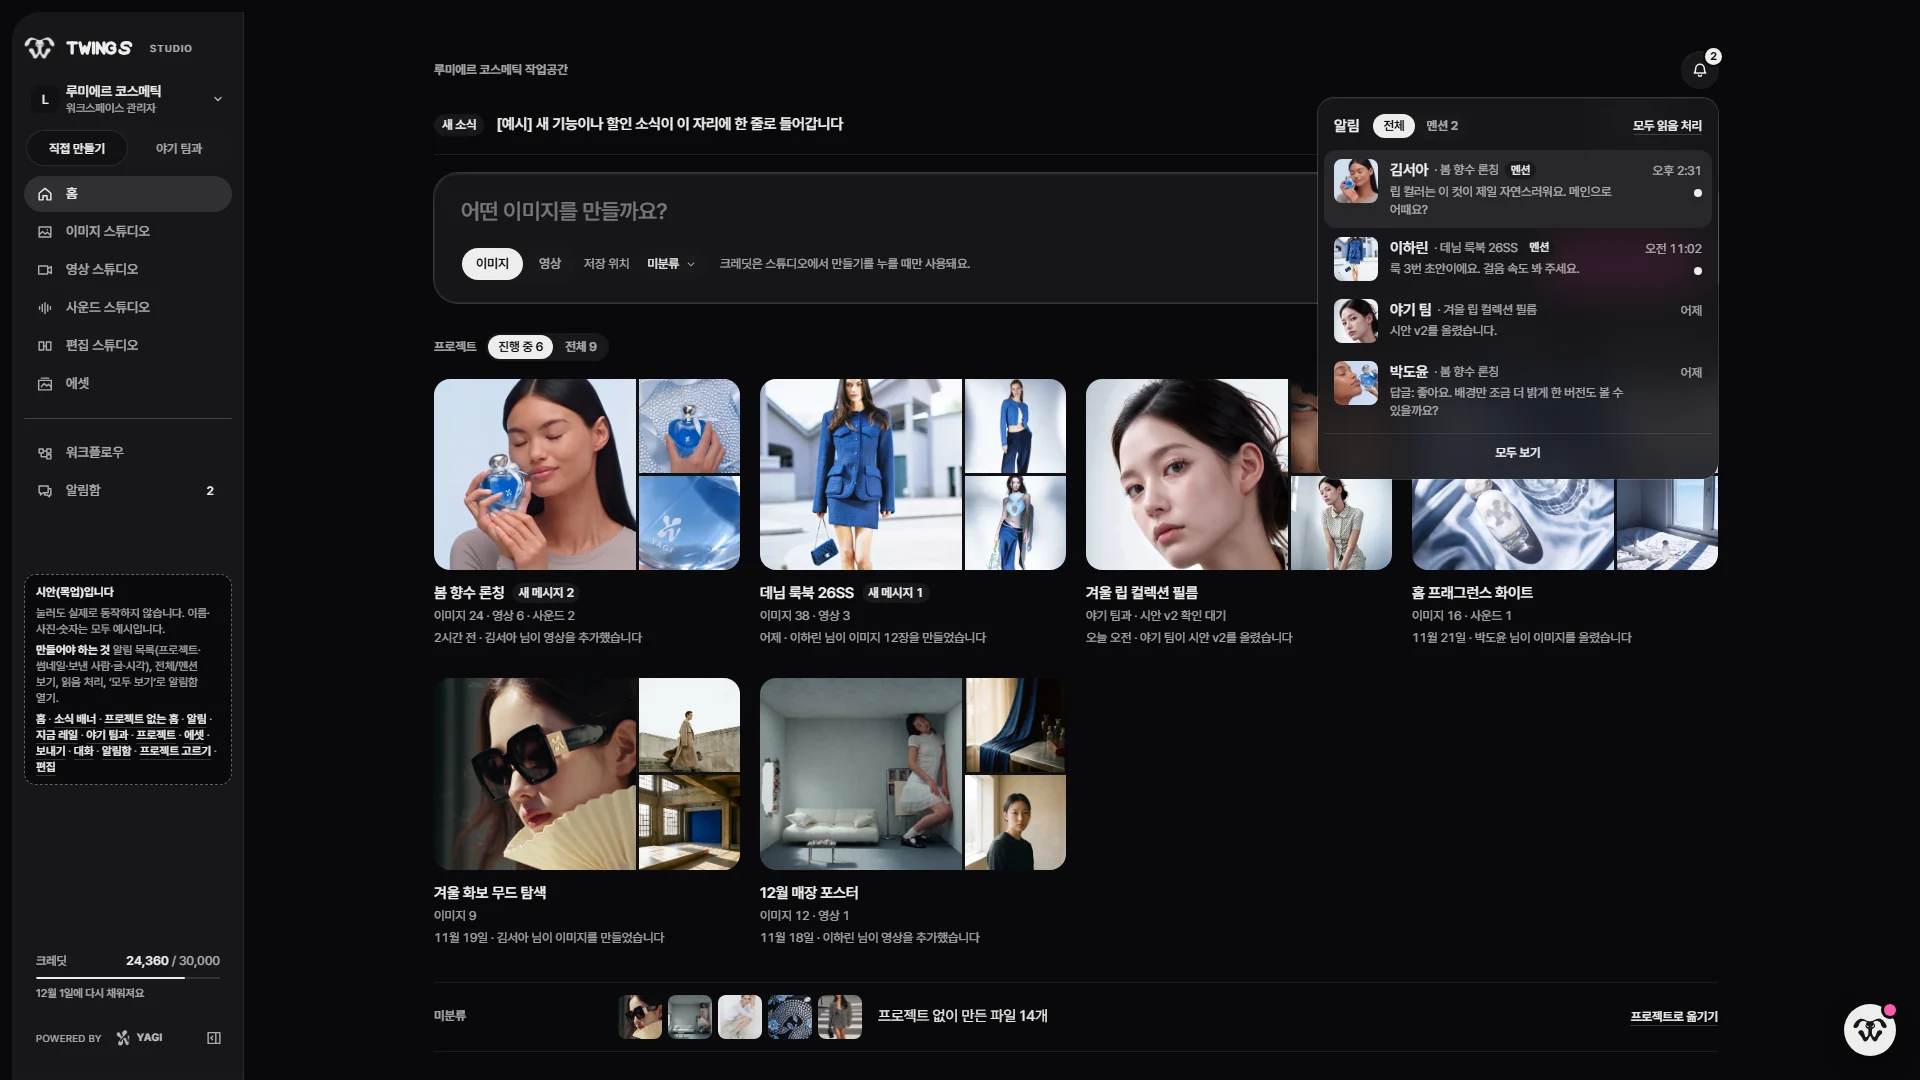 TWINGS STUDIO
루미에르 코스메틱
워크스페이스 관리자
L
직접 만들기
야기 팀과
홈
이미지 스튜디오
영상 스튜디오
사운드 스튜디오
편집 스튜디오
에셋
워크플로우
알림함 2
시안(목업)입니다
눌러도 실제로 동작하지 않습니다. 이름·
사진·숫자는 모두 예시입니다.
만들어야 하는 것 알림 목록(프로젝트·
썸네일·보낸 사람·글·시각), 전체/멘션
보기, 읽음 처리, ‘모두 보기’로 알림함
열기.
홈 · 소식 배너 · 프로젝트 없는 홈 · 알림 ·
지금 레일 · 야기 팀과 · 프로젝트 · 에셋 ·
보내기 · 대화 · 알림함 · 프로젝트 고르기 ·
편집
크레딧 24,360 / 30,000
12월 1일에 다시 채워져요
POWERED BY YAGI
루미에르 코스메틱 작업공간
2
새 소식 [예시] 새 기능이나 할인 소식이 이 자리에 한 줄로 들어갑니다
어떤 이미지를 만들까요?
이미지 영상 저장 위치 미분류 크레딧은 스튜디오에서 만들기를 누를 때만 사용돼요.
알림 전체 멘션 2 모두 읽음 처리
김서아 · 봄 향수 론칭 멘션 오후 2:31
립 컬러는 이 컷이 제일 자연스러워요. 메인으로
어때요?
이하린 · 데님 룩북 26SS 멘션 오전 11:02
룩 3번 초안이에요. 걸음 속도 봐 주세요.
야기 팀 · 겨울 립 컬렉션 필름 어제
시안 v2를 올렸습니다.
박도윤 · 봄 향수 론칭 어제
답글: 좋아요. 배경만 조금 더 밝게 한 버전도 볼 수
있을까요?
모두 보기
프로젝트 진행 중 6 전체 9
YAGI
봄 향수 론칭 새 메시지 2
이미지 24 · 영상 6 · 사운드 2
2시간 전 · 김서아 님이 영상을 추가했습니다
데님 룩북 26SS 새 메시지 1
이미지 38 · 영상 3
어제 · 이하린 님이 이미지 12장을 만들었습니다
겨울 립 컬렉션 필름
야기 팀과 · 시안 v2 확인 대기
오늘 오전 · 야기 팀이 시안 v2를 올렸습니다
홈 프래그런스 화이트
이미지 16 · 사운드 1
11월 21일 · 박도윤 님이 이미지를 올렸습니다
겨울 화보 무드 탐색
이미지 9
11월 19일 · 김서아 님이 이미지를 만들었습니다
12월 매장 포스터
이미지 12 · 영상 1
11월 18일 · 이하린 님이 영상을 추가했습니다
미분류 프로젝트 없이 만든 파일 14개 프로젝트로 옮기기